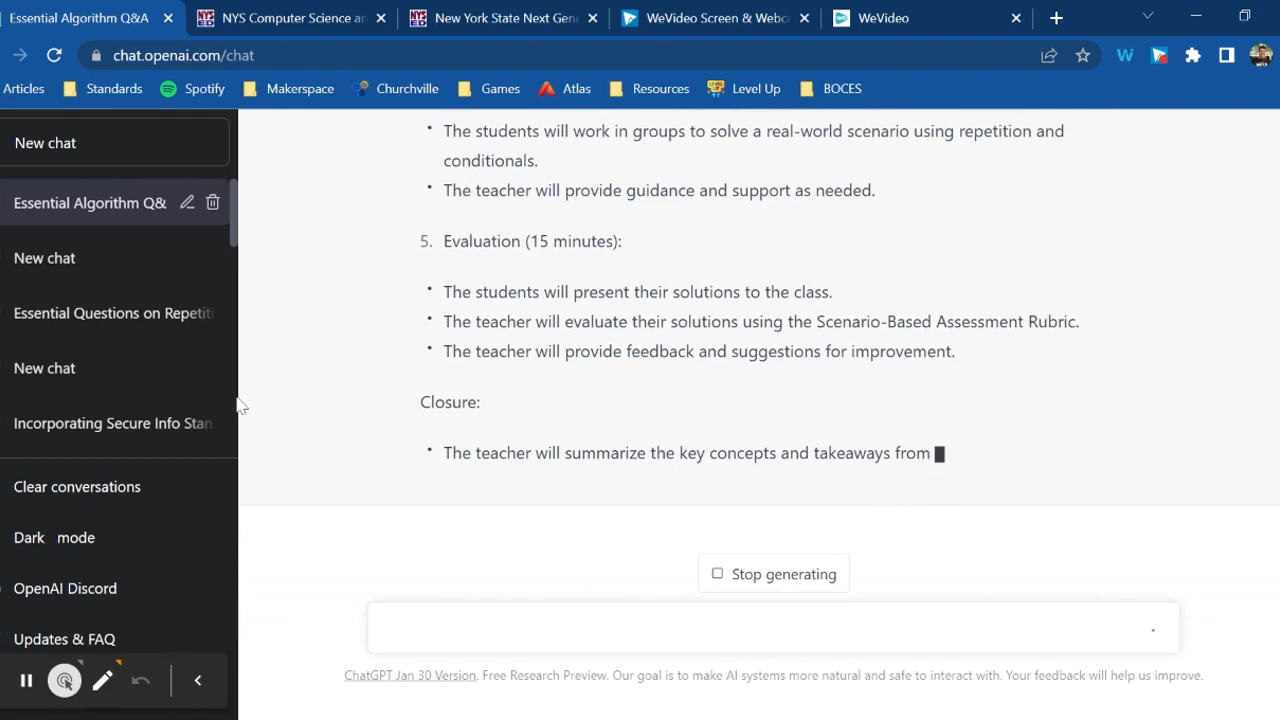 Essential Algorithm Q&A
NYS Computer Science an
New York State Next Gen
WeVideo Screen & Webca
WeVideo
chat.openai.com/chat
Articles
Standards
Spotify
Makerspace
Churchville
Games
Atlas
Resources
Level Up
BOCES
New chat
Essential Algorithm Q&
New chat
Essential Questions on Repetiti
New chat
Incorporating Secure Info Stan
Clear conversations
Dark mode
OpenAI Discord
Updates & FAQ
• The students will work in groups to solve a real-world scenario using repetition and
conditionals.
• The teacher will provide guidance and support as needed.
5. Evaluation (15 minutes):
• The students will present their solutions to the class.
• The teacher will evaluate their solutions using the Scenario-Based Assessment Rubric.
• The teacher will provide feedback and suggestions for improvement.
Closure:
• The teacher will summarize the key concepts and takeaways from
Stop generating
ChatGPT Jan 30 Version. Free Research Preview. Our goal is to make AI systems more natural and safe to interact with. Your feedback will help us improve.